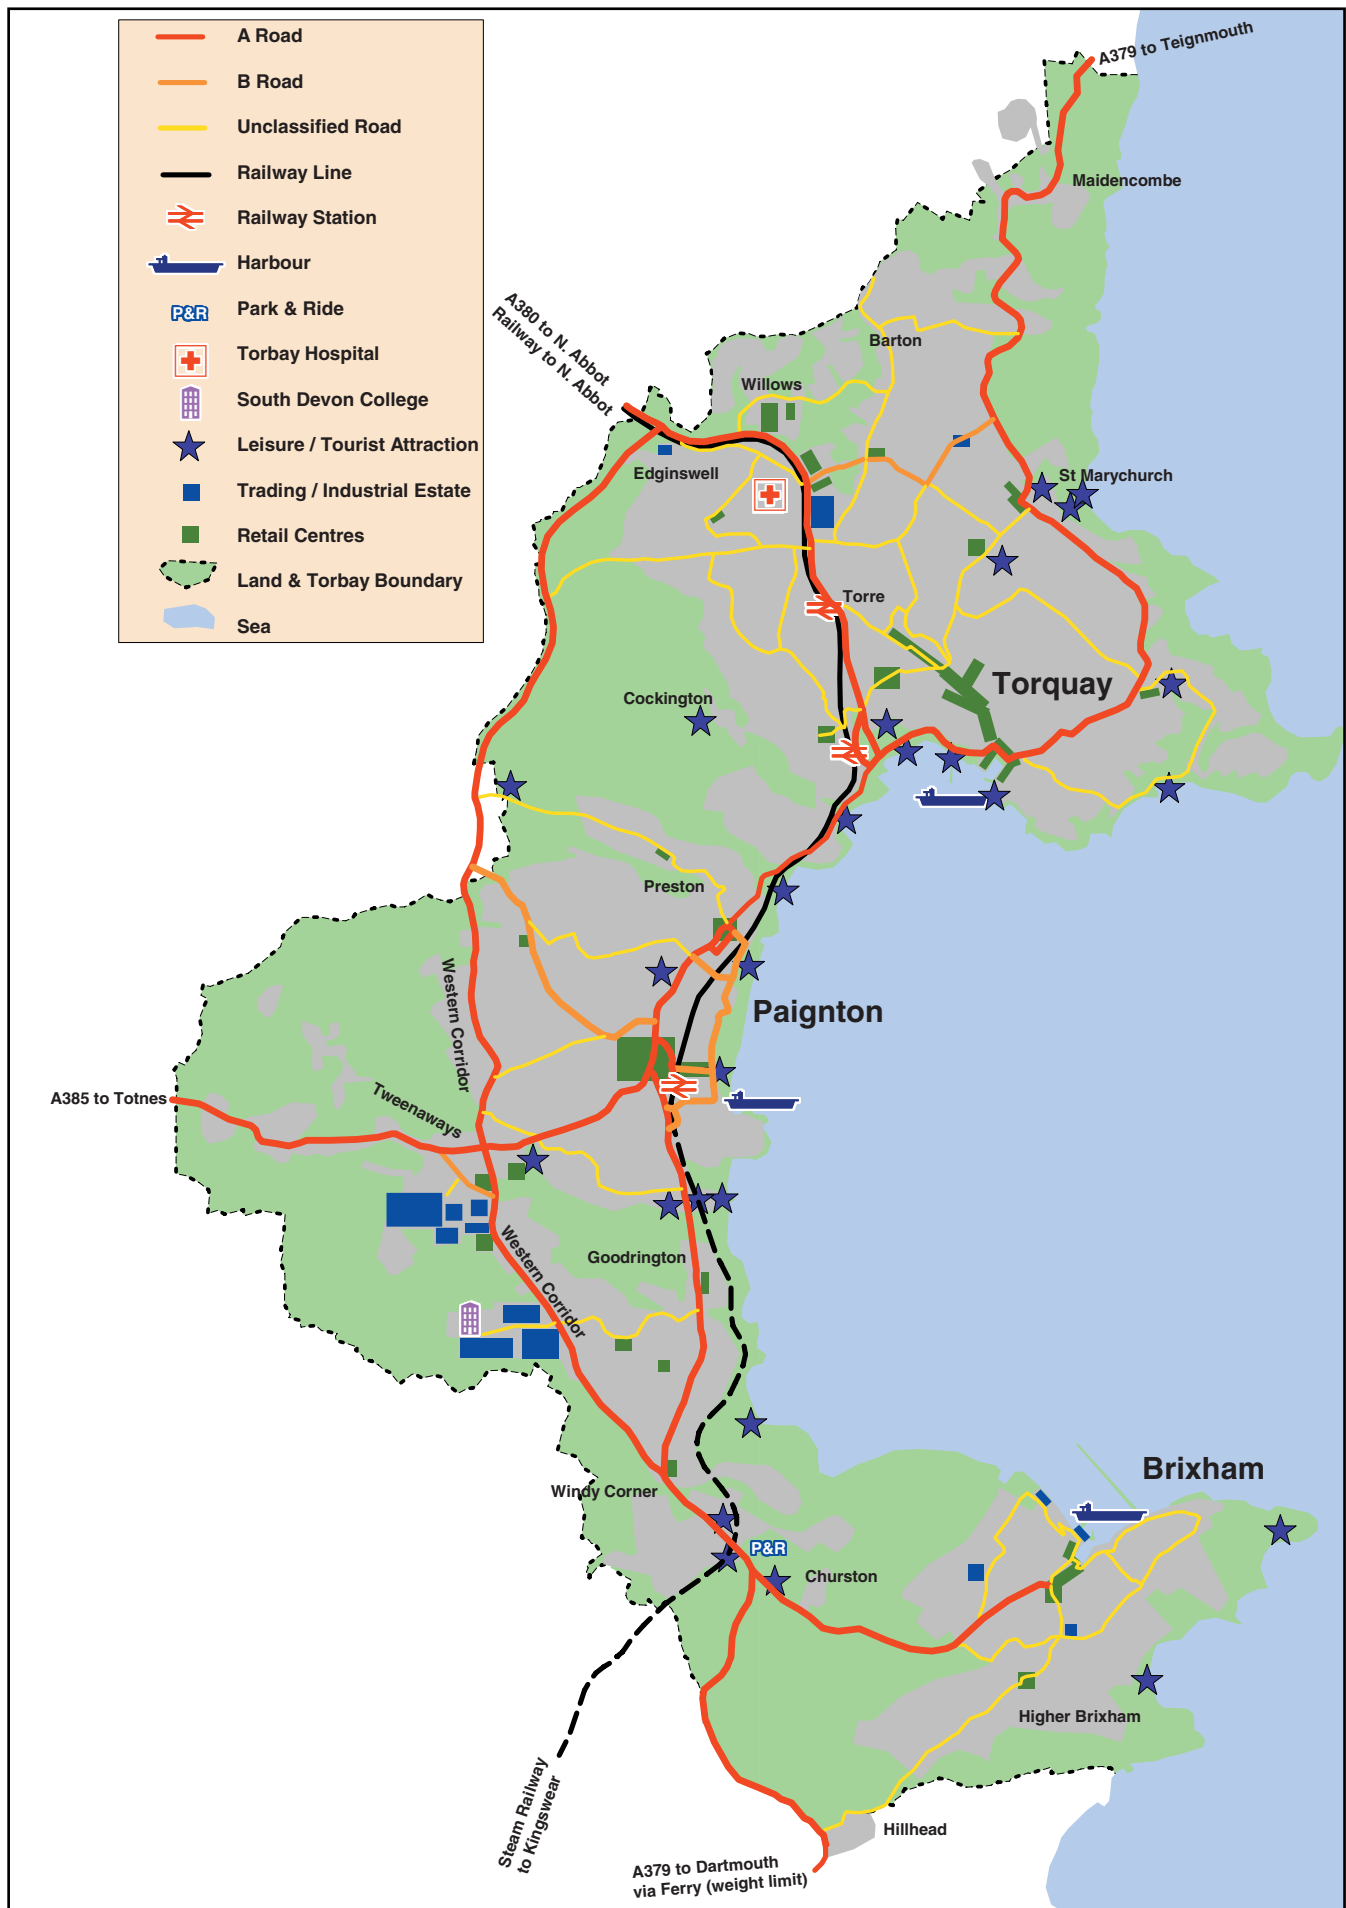 A Road
B Road
Unclassified Road
Railway Line
Railway Station
Harbour
P&R
Park & Ride
Torbay Hospital
South Devon College
Leisure / Tourist Attraction
Trading / Industrial Estate
Retail Centres
Land & Torbay Boundary
Sea
A379 to Teignmouth
Maidencombe
A380 to N. Abbot
Railway to N. Abbot
Barton
Willows
Edginswell
St Marychurch
Torre
Torquay
Cockington
Preston
Western Corridor
Paignton
A385 to Totnes
Tweenaways
Western Corridor
Goodrington
Brixham
Windy Corner
P&R
Churston
Higher Brixham
Steam Railway
to Kingswear
Hillhead
A379 to Dartmouth
via Ferry (weight limit)